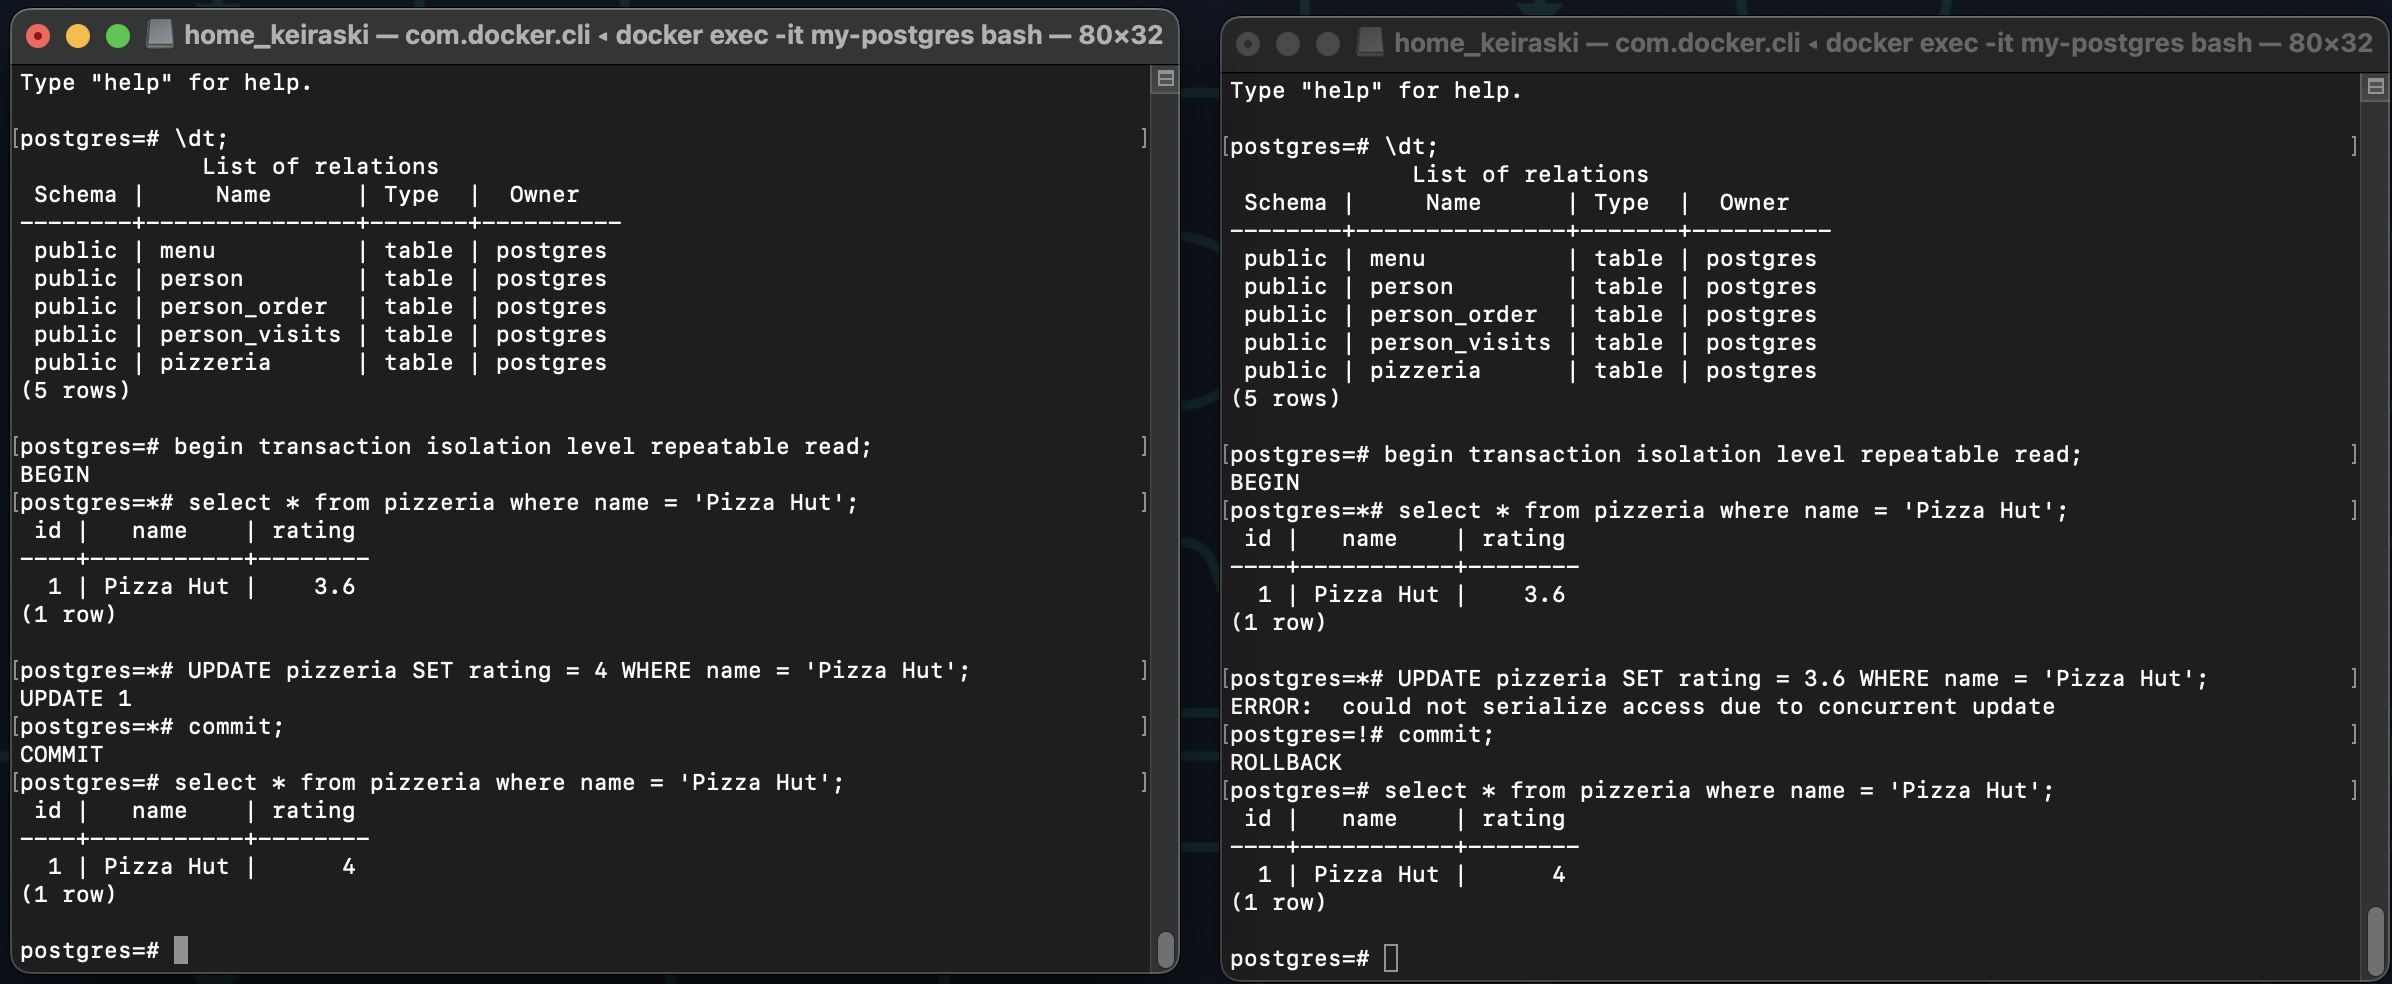 home_keiraski — com.docker.cli ◂ docker exec -it my-postgres bash — 80×32
Type "help" for help.
[postgres=# \dt; ]
List of relations
Schema | Name | Type | Owner
--------+---------------+-------+----------
public | menu | table | postgres
public | person | table | postgres
public | person_order | table | postgres
public | person_visits | table | postgres
public | pizzeria | table | postgres
(5 rows)
[postgres=# begin transaction isolation level repeatable read; ]
BEGIN
[postgres=*# select * from pizzeria where name = 'Pizza Hut'; ]
id | name | rating
----+-----------+--------
1 | Pizza Hut | 3.6
(1 row)
[postgres=*# UPDATE pizzeria SET rating = 4 WHERE name = 'Pizza Hut'; ]
UPDATE 1
[postgres=*# commit; ]
COMMIT
[postgres=# select * from pizzeria where name = 'Pizza Hut'; ]
id | name | rating
----+-----------+--------
1 | Pizza Hut | 4
(1 row)
postgres=#
home_keiraski — com.docker.cli ◂ docker exec -it my-postgres bash — 80×32
Type "help" for help.
[postgres=# \dt; ]
List of relations
Schema | Name | Type | Owner
--------+---------------+-------+----------
public | menu | table | postgres
public | person | table | postgres
public | person_order | table | postgres
public | person_visits | table | postgres
public | pizzeria | table | postgres
(5 rows)
[postgres=# begin transaction isolation level repeatable read; ]
BEGIN
[postgres=*# select * from pizzeria where name = 'Pizza Hut'; ]
id | name | rating
----+-----------+--------
1 | Pizza Hut | 3.6
(1 row)
[postgres=*# UPDATE pizzeria SET rating = 3.6 WHERE name = 'Pizza Hut'; ]
ERROR:  could not serialize access due to concurrent update
[postgres=!# commit; ]
ROLLBACK
[postgres=# select * from pizzeria where name = 'Pizza Hut'; ]
id | name | rating
----+-----------+--------
1 | Pizza Hut | 4
(1 row)
postgres=#